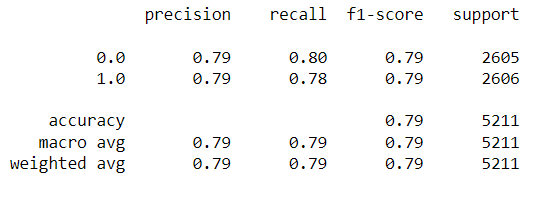 precision recall f1-score support
0.0 0.79 0.80 0.79 2605
1.0 0.79 0.78 0.79 2606
accuracy 0.79 5211
macro avg 0.79 0.79 0.79 5211
weighted avg 0.79 0.79 0.79 5211